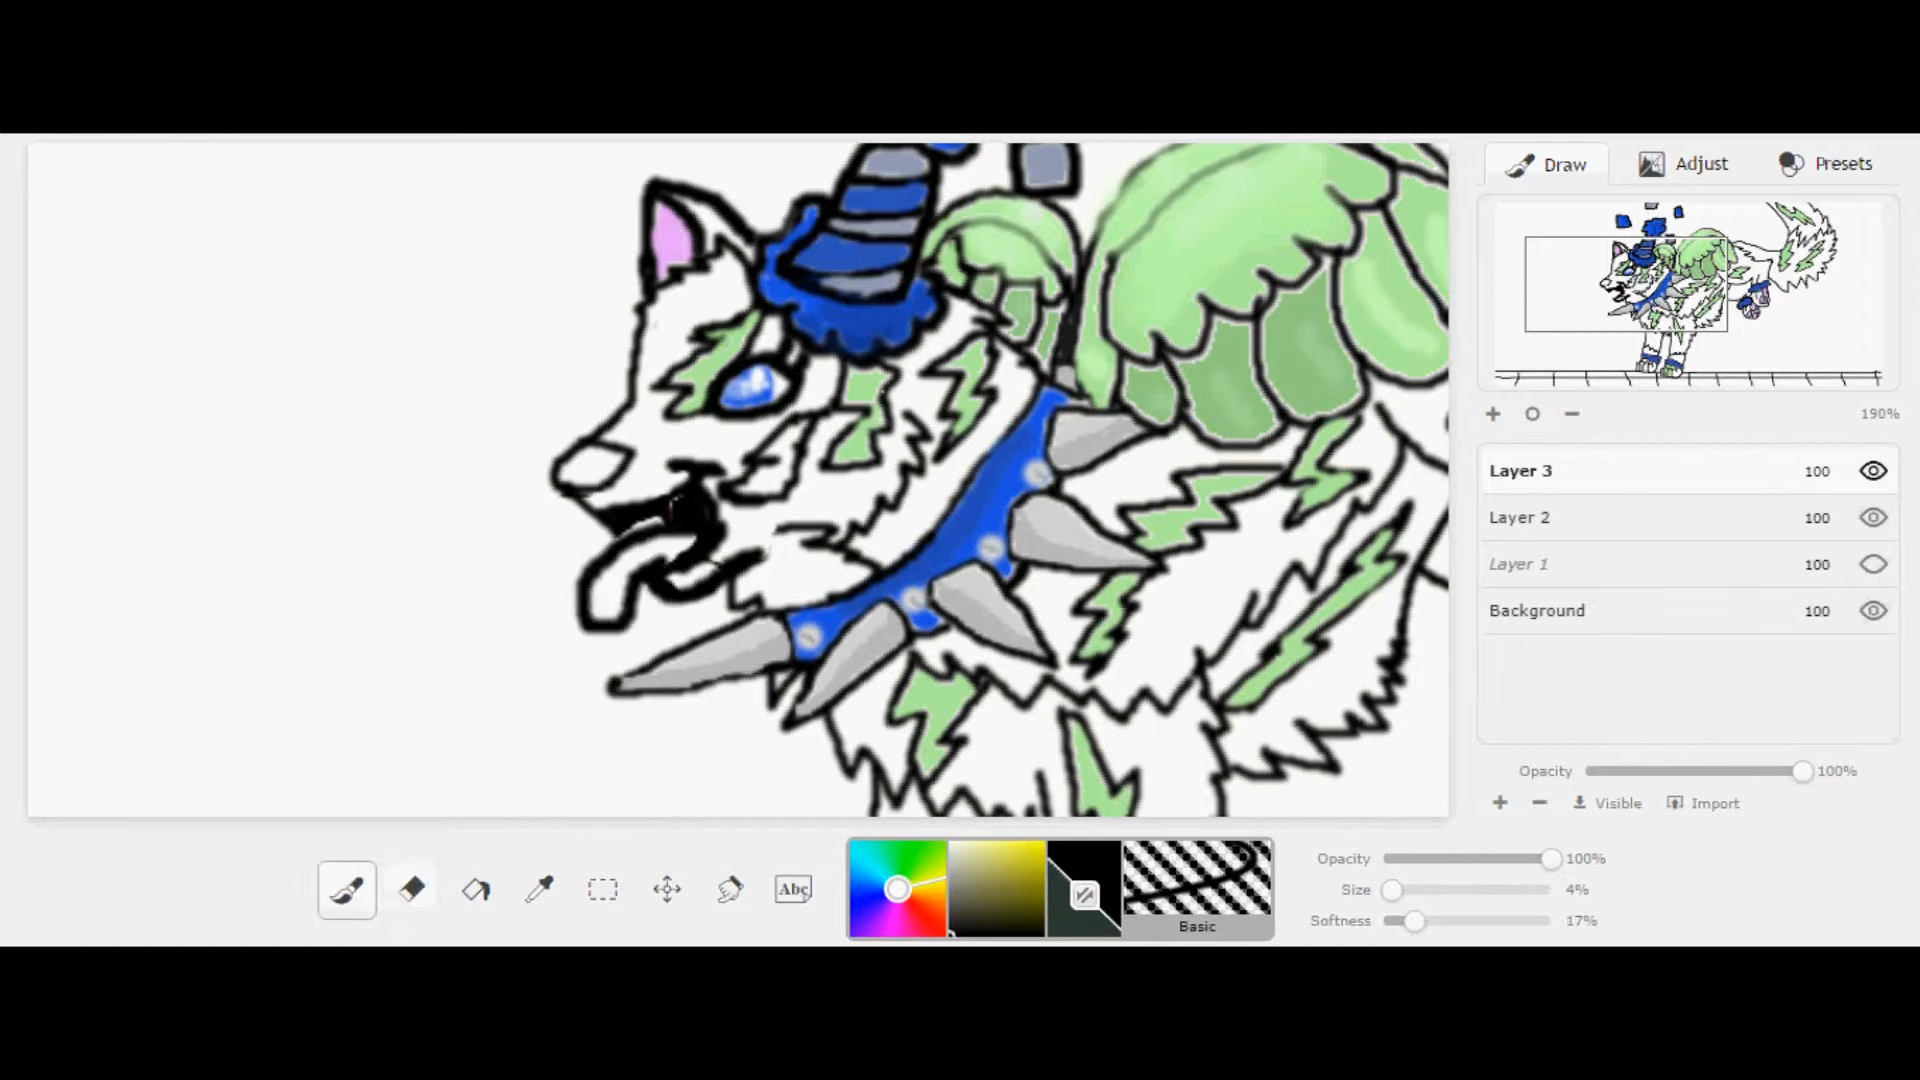 Draw Adjust Presets
190%
Layer 3 100
Layer 2 100
Layer 1 100
Background 100
Opacity 100%
Visible Import
Abc
Basic
Opacity 100%
Size 4%
Softness 17%